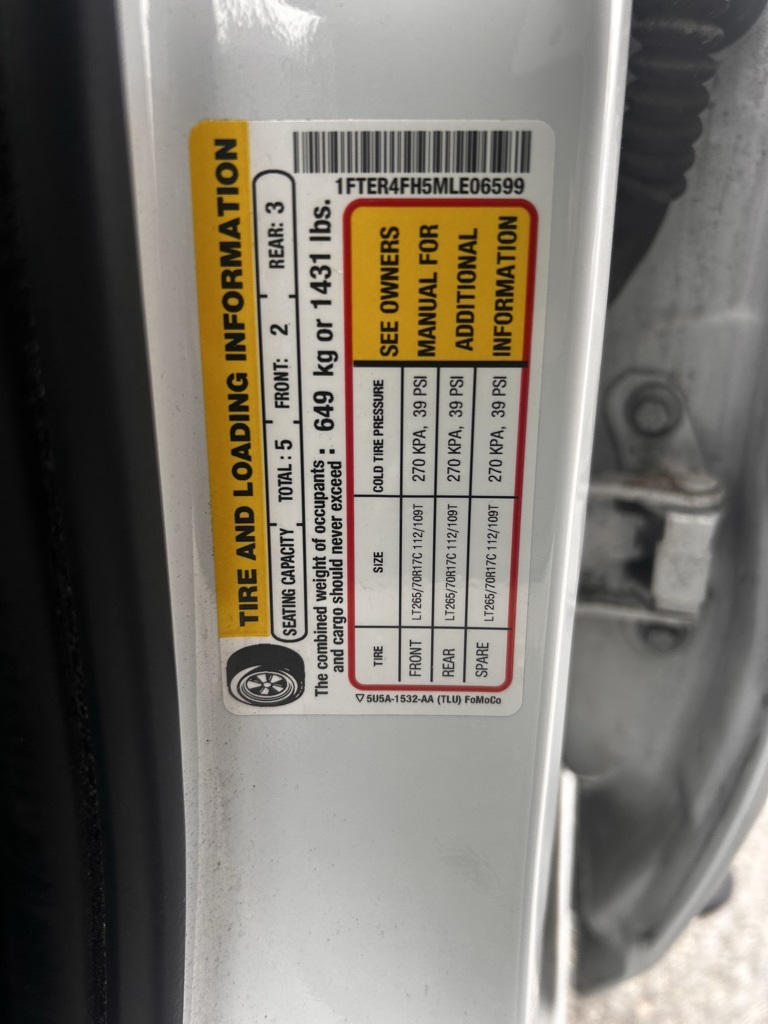 TIRE AND LOADING INFORMATION
SEATING CAPACITY TOTAL: 5 FRONT: 2 REAR: 3
The combined weight of occupants and cargo should never exceed: 649 kg or 1431 lbs.
TIRE SIZE COLD TIRE PRESSURE
FRONT LT265/70R17C 112/109T 270 KPA, 39 PSI
REAR LT265/70R17C 112/109T 270 KPA, 39 PSI
SPARE LT265/70R17C 112/109T 270 KPA, 39 PSI
SEE OWNERS
MANUAL FOR
ADDITIONAL
INFORMATION
5U5A-1532-AA (TLU) FoMoCo
1FTER4FH5MLE06599